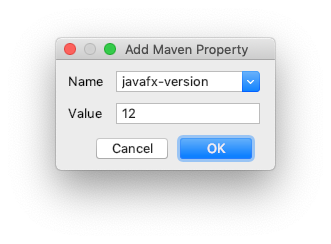 Add Maven Property
Name javafx-version
Value 12
Cancel OK